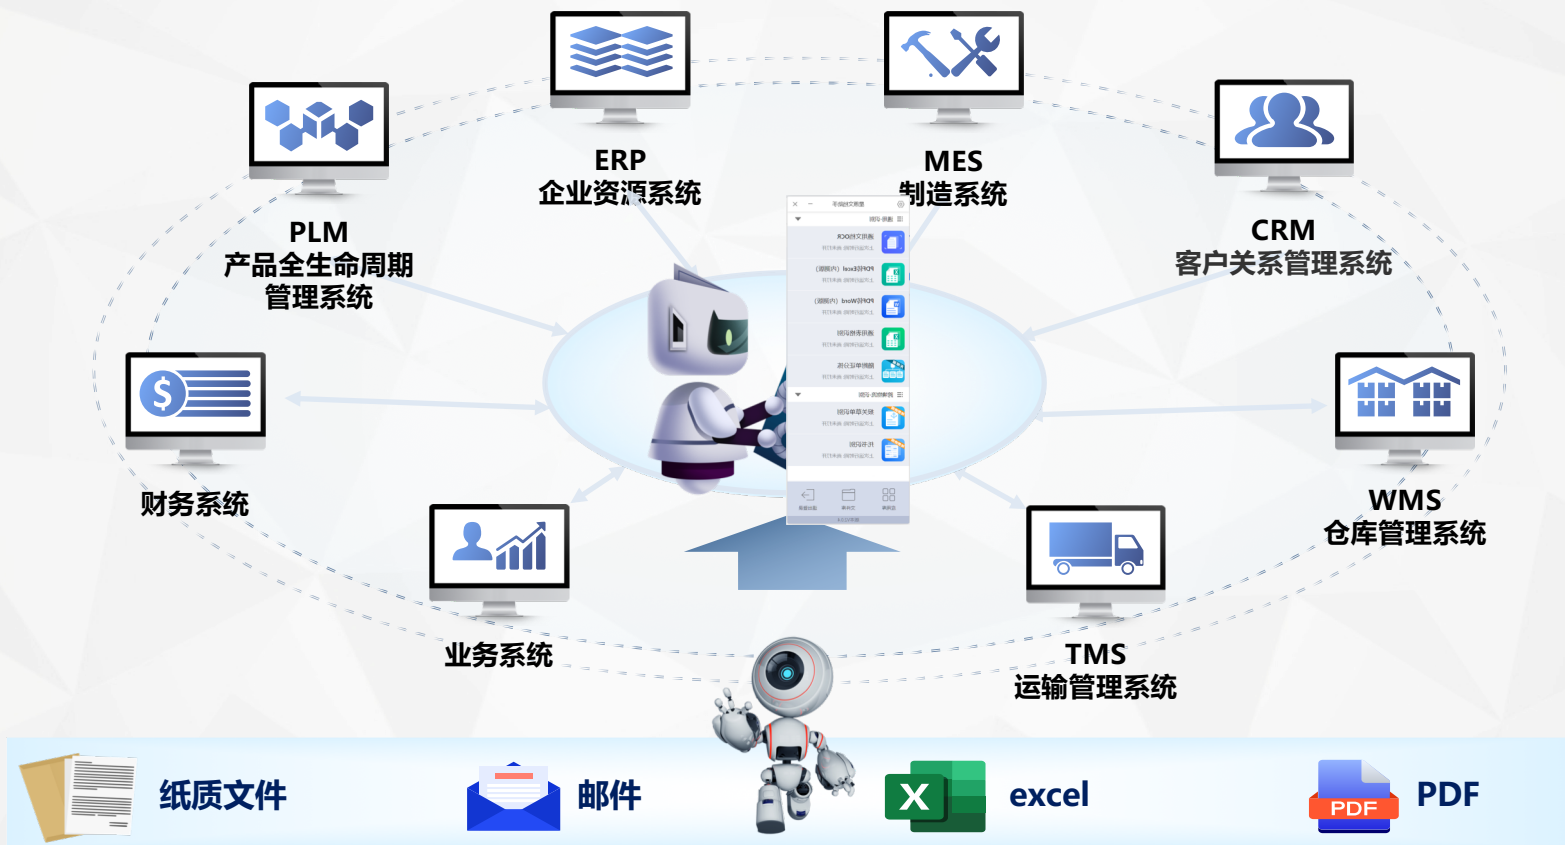 ERP
企业资源系统
MES
制造系统
PLM
产品全生命周期
管理系统
CRM
客户关系管理系统
财务系统
WMS
仓库管理系统
业务系统
TMS
运输管理系统
纸质文件
邮件
X
excel
PDF
PDF